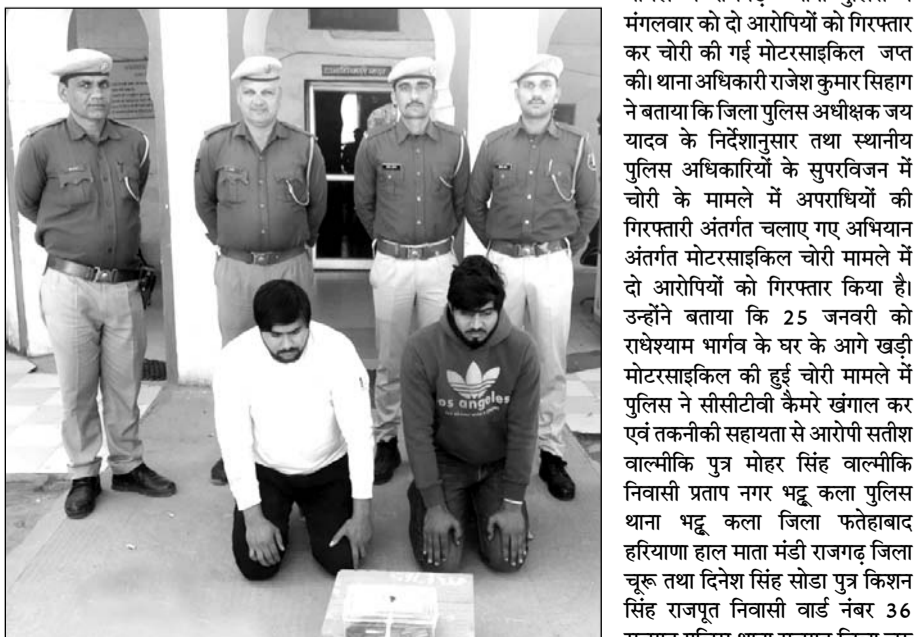 मंगलवार को दो आरोपियों को गिरफ्तार
कर चोरी की गई मोटरसाइकिल जप्त
की। थाना अधिकारी राजेश कुमार सिहाग
ने बताया कि जिला पुलिस अधीक्षक जय
यादव के निर्देशानुसार तथा स्थानीय
पुलिस अधिकारियों के सुपरविजन में
चोरी के मामले में अपराधियों की
गिरफ्तारी अंतर्गत चलाए गए अभियान
अंतर्गत मोटरसाइकिल चोरी मामले में
दो आरोपियों को गिरफ्तार किया है।
उन्होंने बताया कि 25 जनवरी को
राधेश्याम भार्गव के घर के आगे खड़ी
मोटरसाइकिल की हुई चोरी मामले में
पुलिस ने सीसीटीवी कैमरे खंगाल कर
एवं तकनीकी सहायता से आरोपी सतीश
वाल्मीकि पुत्र मोहर सिंह वाल्मीकि
निवासी प्रताप नगर भट्टू कला पुलिस
थाना भट्टू कला जिला फतेहाबाद
हरियाणा हाल माता मंडी राजगढ़ जिला
चूरू तथा दिनेश सिंह सोडा पुत्र किशन
सिंह राजपूत निवासी वार्ड नंबर 36
los angeles